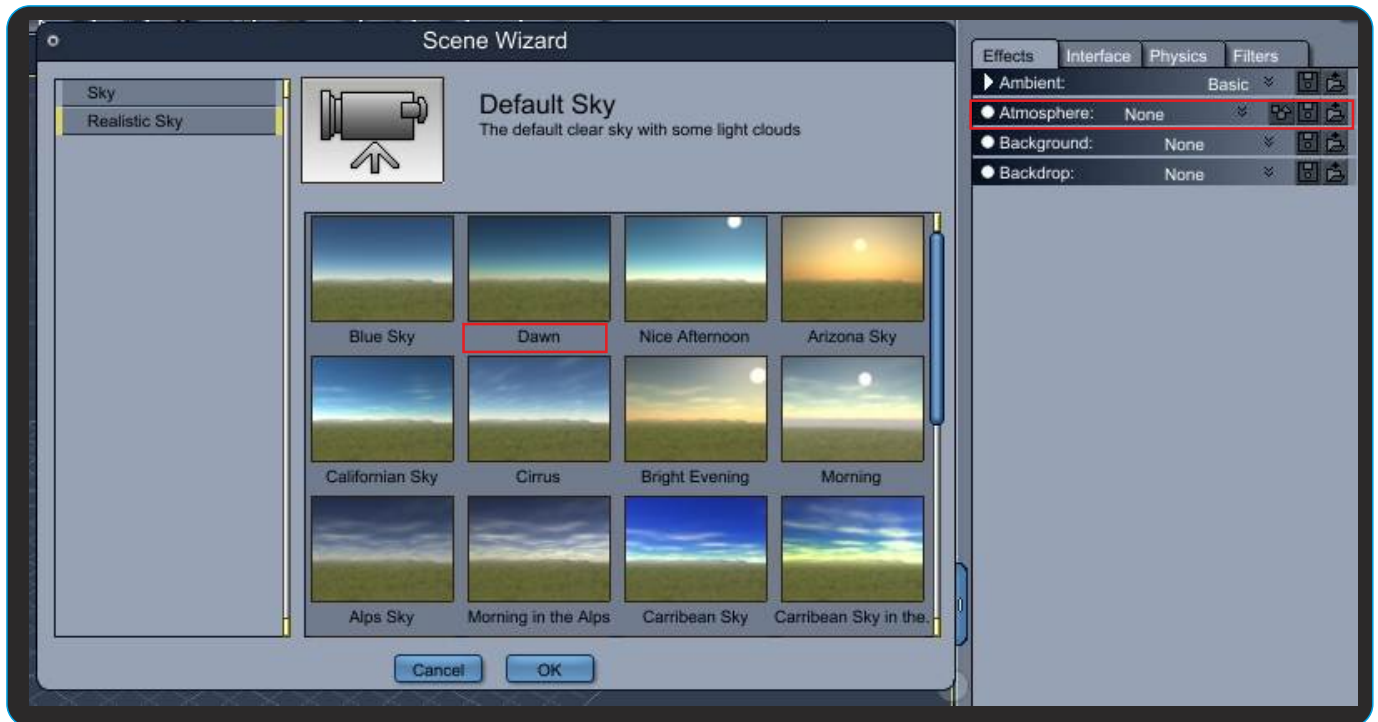 Scene Wizard
Sky
Realistic Sky
Default Sky
The default clear sky with some light clouds
Blue Sky
Dawn
Nice Afternoon
Arizona Sky
Californian Sky
Cirrus
Bright Evening
Morning
Alps Sky
Morning in the Alps
Carribean Sky
Carribean Sky in the.
Cancel
OK
Effects
Interface
Physics
Filters
Ambient: Basic
Atmosphere: None
Background: None
Backdrop: None